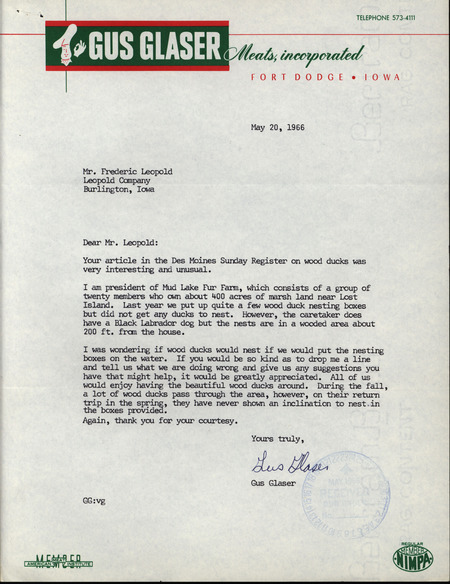 TELEPHONE 573-4111
GUS GLASER Meats, incorporated
FORT DODGE • IOWA
May 20, 1966
Mr. Frederic Leopold
Leopold Company
Burlington, Iowa
Dear Mr. Leopold:
Your article in the Des Moines Sunday Register on wood ducks was
very interesting and unusual.
I am president of Mud Lake Fur Farm, which consists of a group of
twenty members who own about 400 acres of marsh land near Lost
Island. Last year we put up quite a few wood duck nesting boxes
but did not get any ducks to nest. However, the caretaker does
have a Black Labrador dog but the nests are in a wooded area about
200 ft. from the house.
I was wondering if wood ducks would nest if we would put the nesting
boxes on the water. If you would be so kind as to drop me a line
and tell us what we are doing wrong and give us any suggestions you
have that might help, it would be greatly appreciated. All of us
would enjoy having the beautiful wood ducks around. During the fall,
a lot of wood ducks pass through the area, however, on their return
trip in the spring, they have never shown an inclination to nest in
the boxes provided.
Again, thank you for your courtesy.
Yours truly,
Gus Glaser
Gus Glaser
GG:vg
MEMBER
AMERICAN INSTITUTE
REGULAR
MEMBER
NIMPA